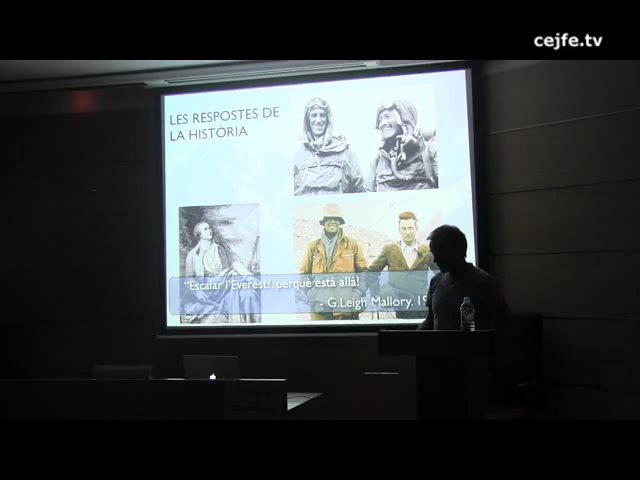 cejfe.tv
LES RESPOSTES DE
LA HISTÒRIA
“Escalar l'Everest?: perquè està allà!
- G.Leigh Mallory. 19